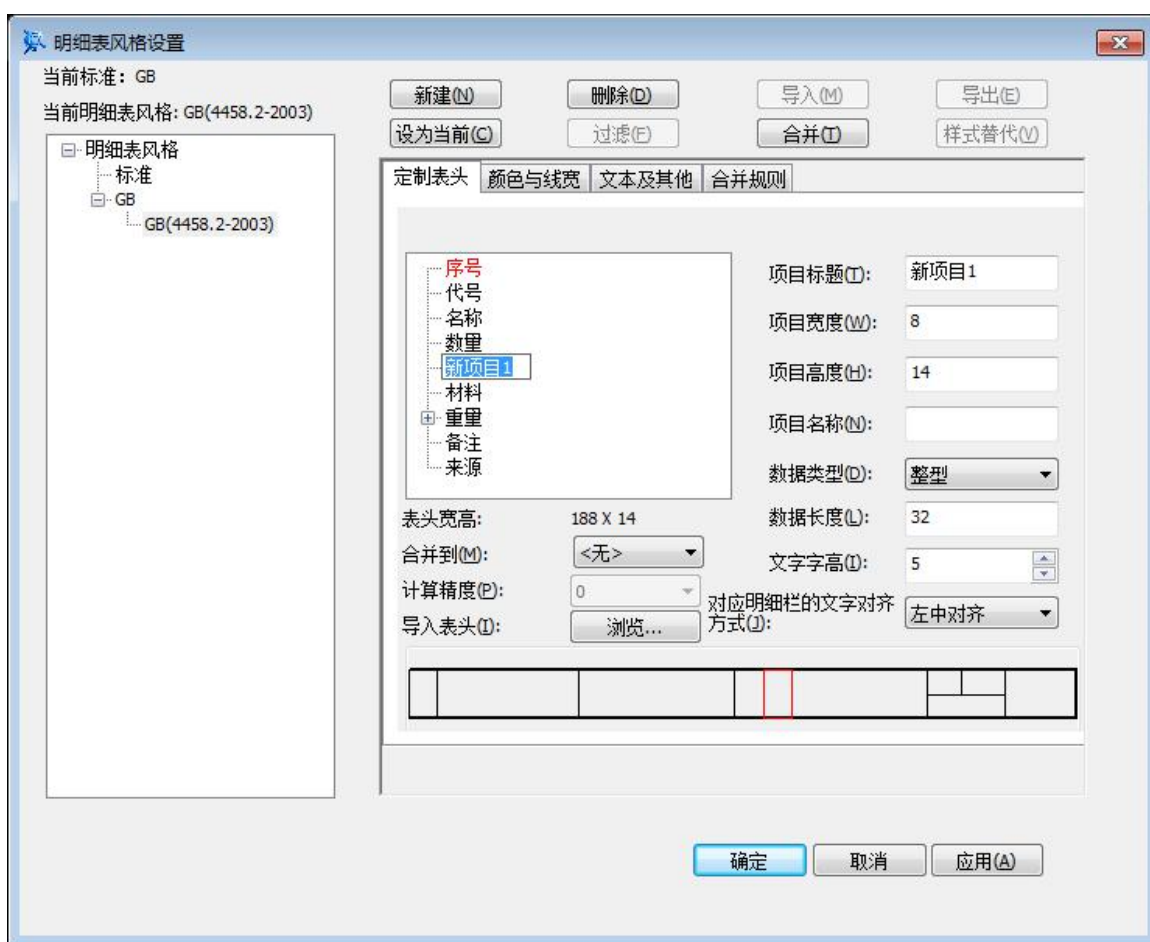 明细表风格设置
当前标准: GB
当前明细表风格: GB(4458.2-2003)
新建(N) 删除(D) 导入(M) 导出(E)
设为当前(C) 过滤(F) 合并(T) 样式替代(V)
明细表风格
标准
GB
GB(4458.2-2003)
定制表头 颜色与线宽 文本及其他 合并规则
序号
代号
名称
数量
新项目1
材料
重量
备注
来源
项目标题(T): 新项目1
项目宽度(W): 8
项目高度(H): 14
项目名称(N):
数据类型(D): 整型
表头宽高: 188 X 14 数据长度(L): 32
合并到(M): <无> 文字字高(I): 5
计算精度(P): 0
对应明细栏的文字对齐
方式(J): 左中对齐
导入表头(I): 浏览...
确定 取消 应用(A)